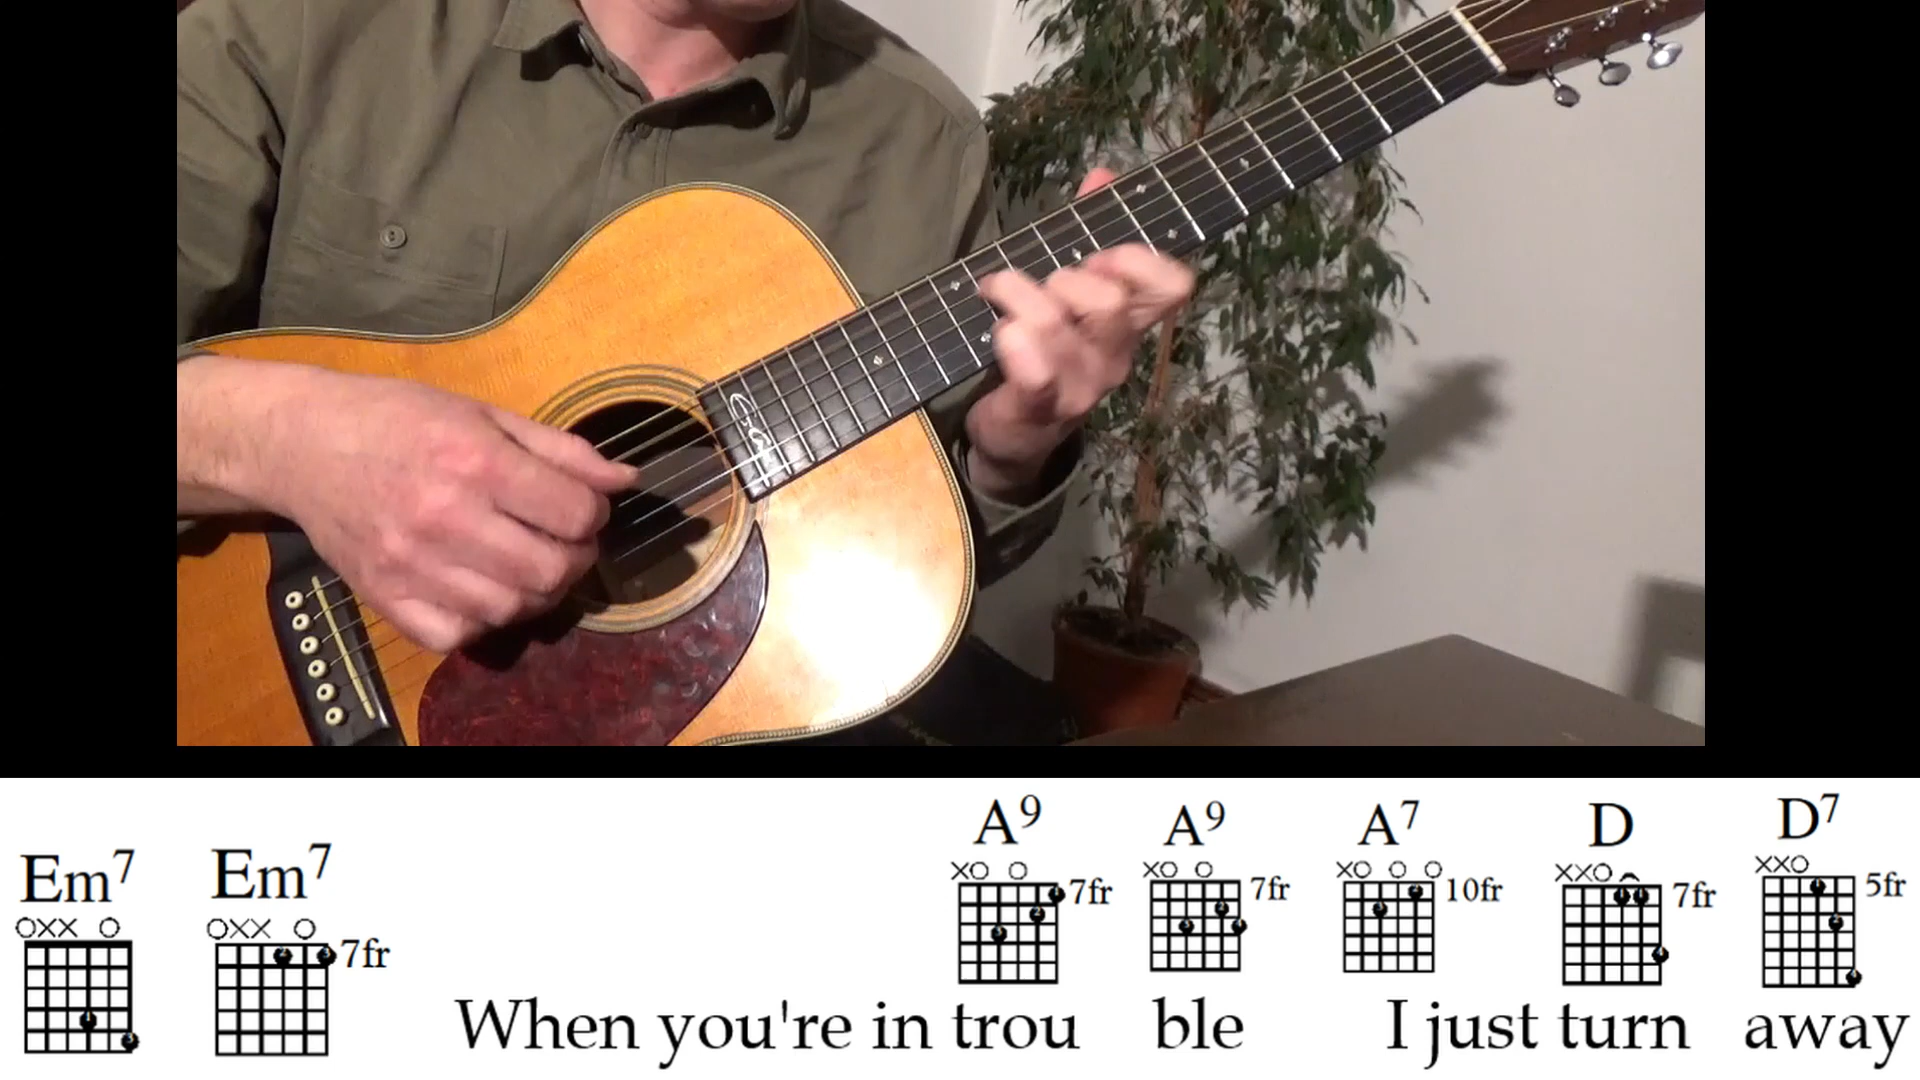 Em7 Em7 A9 A9 A7 D D7
oxx o oxx o xo o xo o xo o o xxo xxo
7fr 7fr 7fr 10fr 7fr 5fr
When you're in trou ble I just turn away